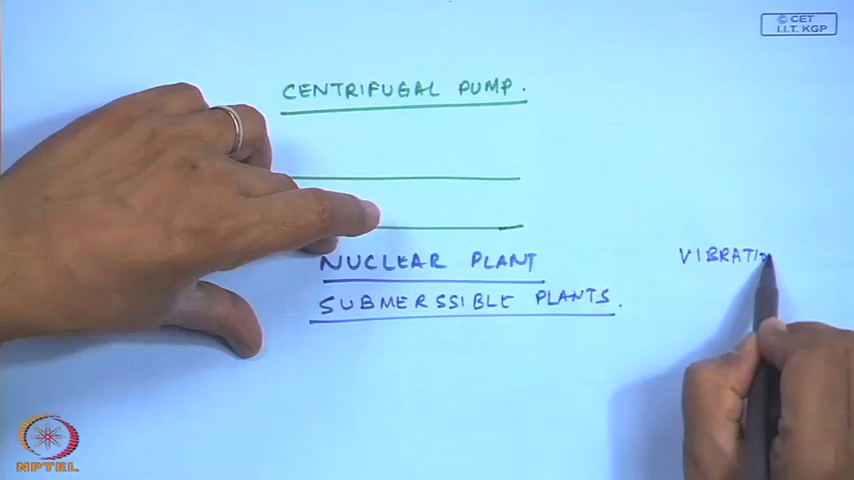 © CET
I.I.T. KGP
CENTRIFUGAL PUMP.
NUCLEAR PLANT
VIBRATI
SUBMERSSIBLE PLANTS.
NPTEL